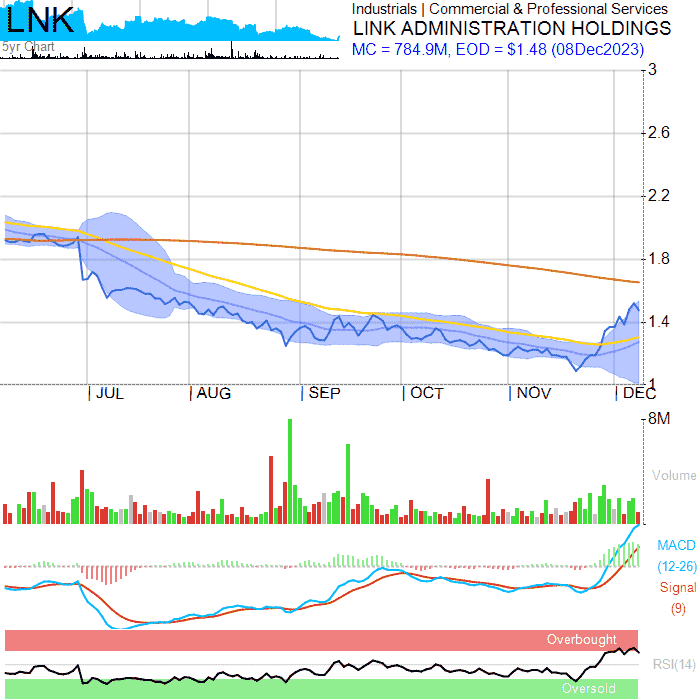 LNK
5yr Chart
Industrials | Commercial & Professional Services
LINK ADMINISTRATION HOLDINGS
MC = 784.9M, EOD = $1.48 (08Dec2023)
3
2.6
2.2
1.8
1.4
1
JUL AUG SEP OCT NOV DEC
8M
Volume
MACD
(12-26)
Signal
(9)
Overbought
RSI(14)
Oversold